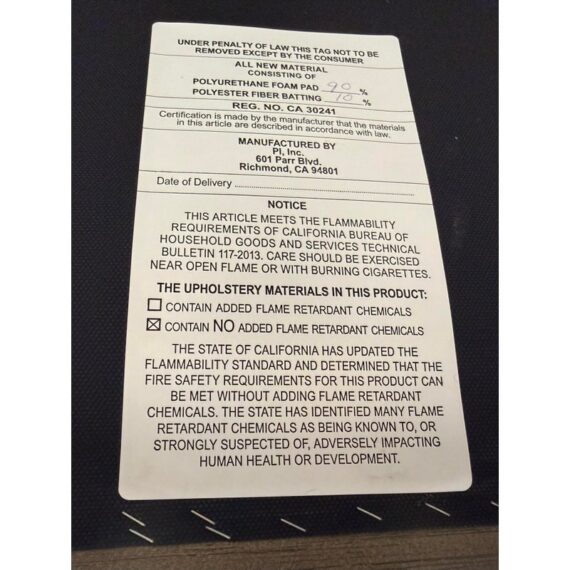 UNDER PENALTY OF LAW THIS TAG NOT TO BE
REMOVED EXCEPT BY THE CONSUMER
ALL NEW MATERIAL
CONSISTING OF
POLYURETHANE FOAM PAD 90 %
POLYESTER FIBER BATTING 10 %
REG. NO. CA 30241
Certification is made by the manufacturer that the materials
in this article are described in accordance with law.
MANUFACTURED BY
PI, Inc.
601 Parr Blvd.
Richmond, CA 94801
Date of Delivery
NOTICE
THIS ARTICLE MEETS THE FLAMMABILITY
REQUIREMENTS OF CALIFORNIA BUREAU OF
HOUSEHOLD GOODS AND SERVICES TECHNICAL
BULLETIN 117-2013. CARE SHOULD BE EXERCISED
NEAR OPEN FLAME OR WITH BURNING CIGARETTES.
THE UPHOLSTERY MATERIALS IN THIS PRODUCT:
☐ CONTAIN ADDED FLAME RETARDANT CHEMICALS
☒ CONTAIN NO ADDED FLAME RETARDANT CHEMICALS
THE STATE OF CALIFORNIA HAS UPDATED THE
FLAMMABILITY STANDARD AND DETERMINED THAT THE
FIRE SAFETY REQUIREMENTS FOR THIS PRODUCT CAN
BE MET WITHOUT ADDING FLAME RETARDANT
CHEMICALS. THE STATE HAS IDENTIFIED MANY FLAME
RETARDANT CHEMICALS AS BEING KNOWN TO, OR
STRONGLY SUSPECTED OF, ADVERSELY IMPACTING
HUMAN HEALTH OR DEVELOPMENT.